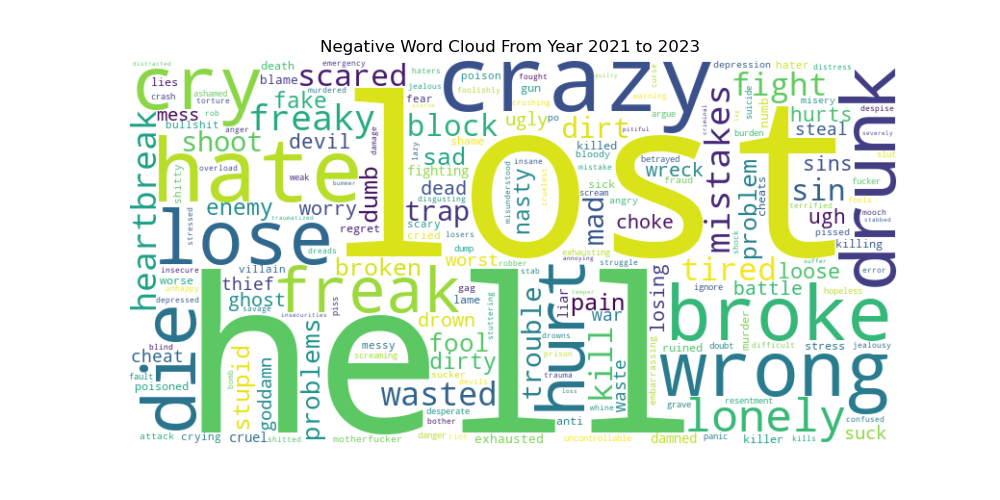 Negative Word Cloud From Year 2021 to 2023
distracted
emergency
death
haters
fought
guilty
depression
hater
lies
cry
blame
scared
jealous
poison
crazy
curse
fight
distress
crash
ashamed
murdered
foolishly
gun
warning
suicide
misery
despise
mess
torture
fake
fear
crushing
argue
numb
hurts
rob
freaky
block
ugly
po
dirt
criminal
burden
steal
drunk
bullshit
anger
damage
shame
pitiful
severely
shoot
devil
lazy
sad
killed
mistakes
slut
heartbreak
hate
lost
fighting
bloody
betrayed
shock
sins
overload
dumb
insane
mistake
wreck
problem
cheats
shitty
weak
dead
misunderstood
cruelest
sick
fraud
sin
fucker
bummer
disgusting
nasty
scream
fools
enemy
worry
trap
angry
terrified
mooch
traumatized
regret
scary
losers
mad
choke
ugh
stabbed
stressed
lose
cried
pissed
dreads
dump
exhausting
killing
insecure
villain
broken
worst
robber
annoying
struggle
tired
loose
suffer
error
worse
thief
freak
stab
hurt
losing
ignore
battle
hopeless
unhappy
ghost
piss
gag
lame
trouble
liar
pain
depressed
savage
insecurities
hell
drown
stuttering
temper
war
broke
die
problems
fool
drowns
kill
ruined
doubt
murder
difficult
stress
jealousy
blind
messy
prison
waste
wrong
cheat
stupid
screaming
dirty
trauma
embarrassing
fault
bomb
goddamn
sucker
devils
loss
poisoned
wasted
whine
grave
resentment
desperate
lonely
confused
cruel
bother
anti
attack
crying
shitted
motherfucker
danger
exhausted
uncontrollable
damned
panic
killer
kills
suck